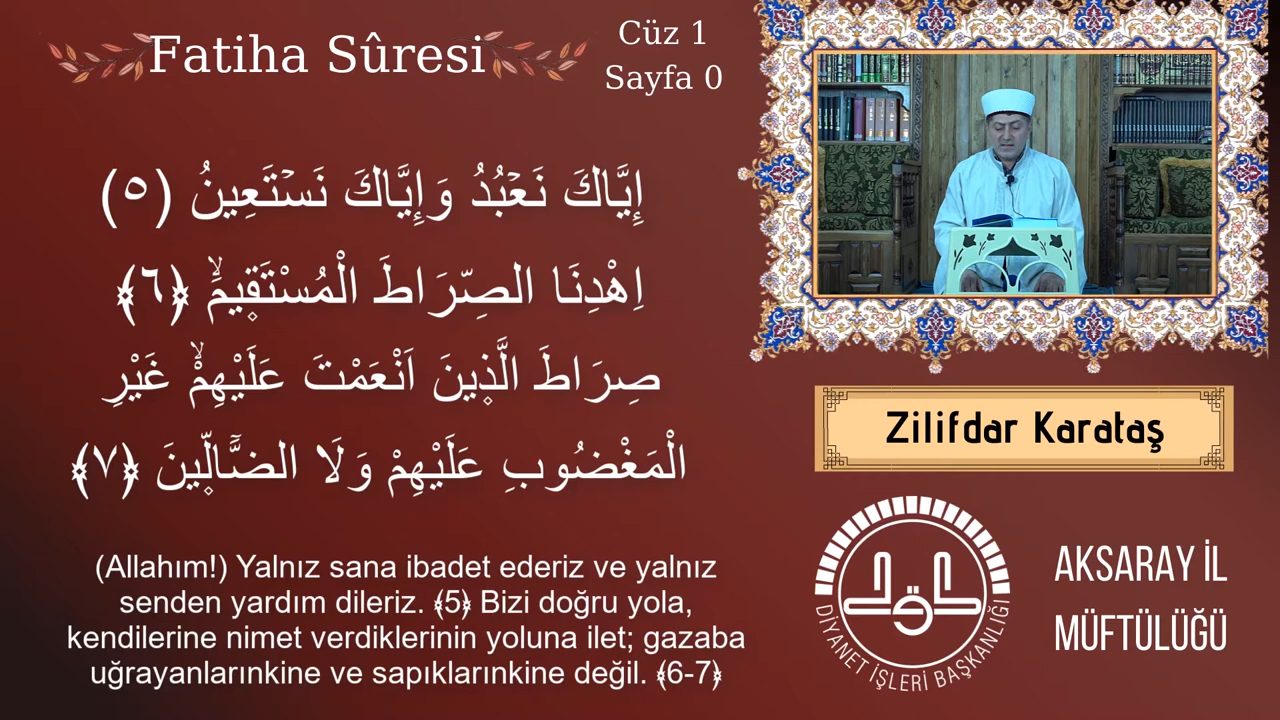 Fatiha Sûresi
Cüz 1
Sayfa 0
إِيَّاكَ نَعْبُدُ وَإِيَّاكَ نَسْتَعِينُ (٥)
اِهْدِنَا الصِّرَاطَ الْمُسْتَق۪يمَۙ ﴿٦﴾
صِرَاطَ الَّذ۪ينَ اَنْعَمْتَ عَلَيْهِمْۙ غَيْرِ
الْمَغْضُوبِ عَلَيْهِمْ وَلَا الضَّٓالّ۪ينَ ﴿٧﴾
(Allahım!) Yalnız sana ibadet ederiz ve yalnız
senden yardım dileriz. ﴾5﴿ Bizi doğru yola,
kendilerine nimet verdiklerinin yoluna ilet; gazaba
uğrayanlarınkine ve sapıklarınkine değil. ﴾6-7﴿
Zilifdar Karataş
DİYANET İŞLERİ BAŞKANLIĞI
AKSARAY İL
MÜFTÜLÜĞÜ